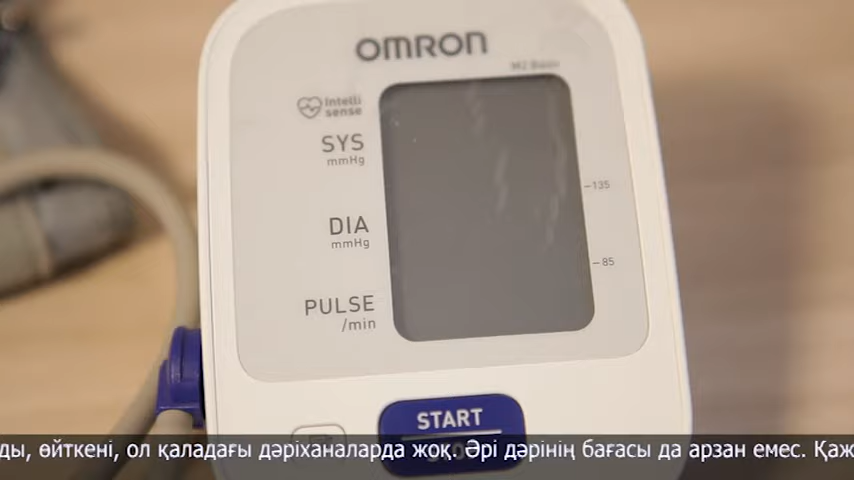 OMRON
M2 Basic
Intelli
sense
SYS
mmHg
135
DIA
mmHg
85
PULSE
/min
START
ды, өйткені, ол қаладағы дәріханаларда жоқ. Әрі дәрінің бағасы да арзан емес. Қаж